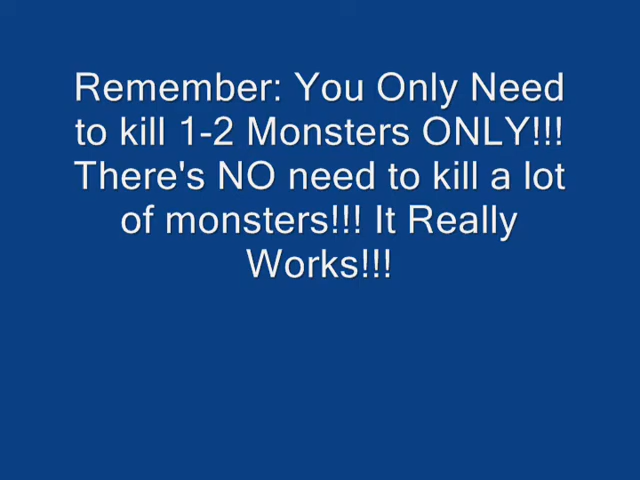 Remember: You Only Need
to kill 1-2 Monsters ONLY!!!
There's NO need to kill a lot
of monsters!!! It Really
Works!!!